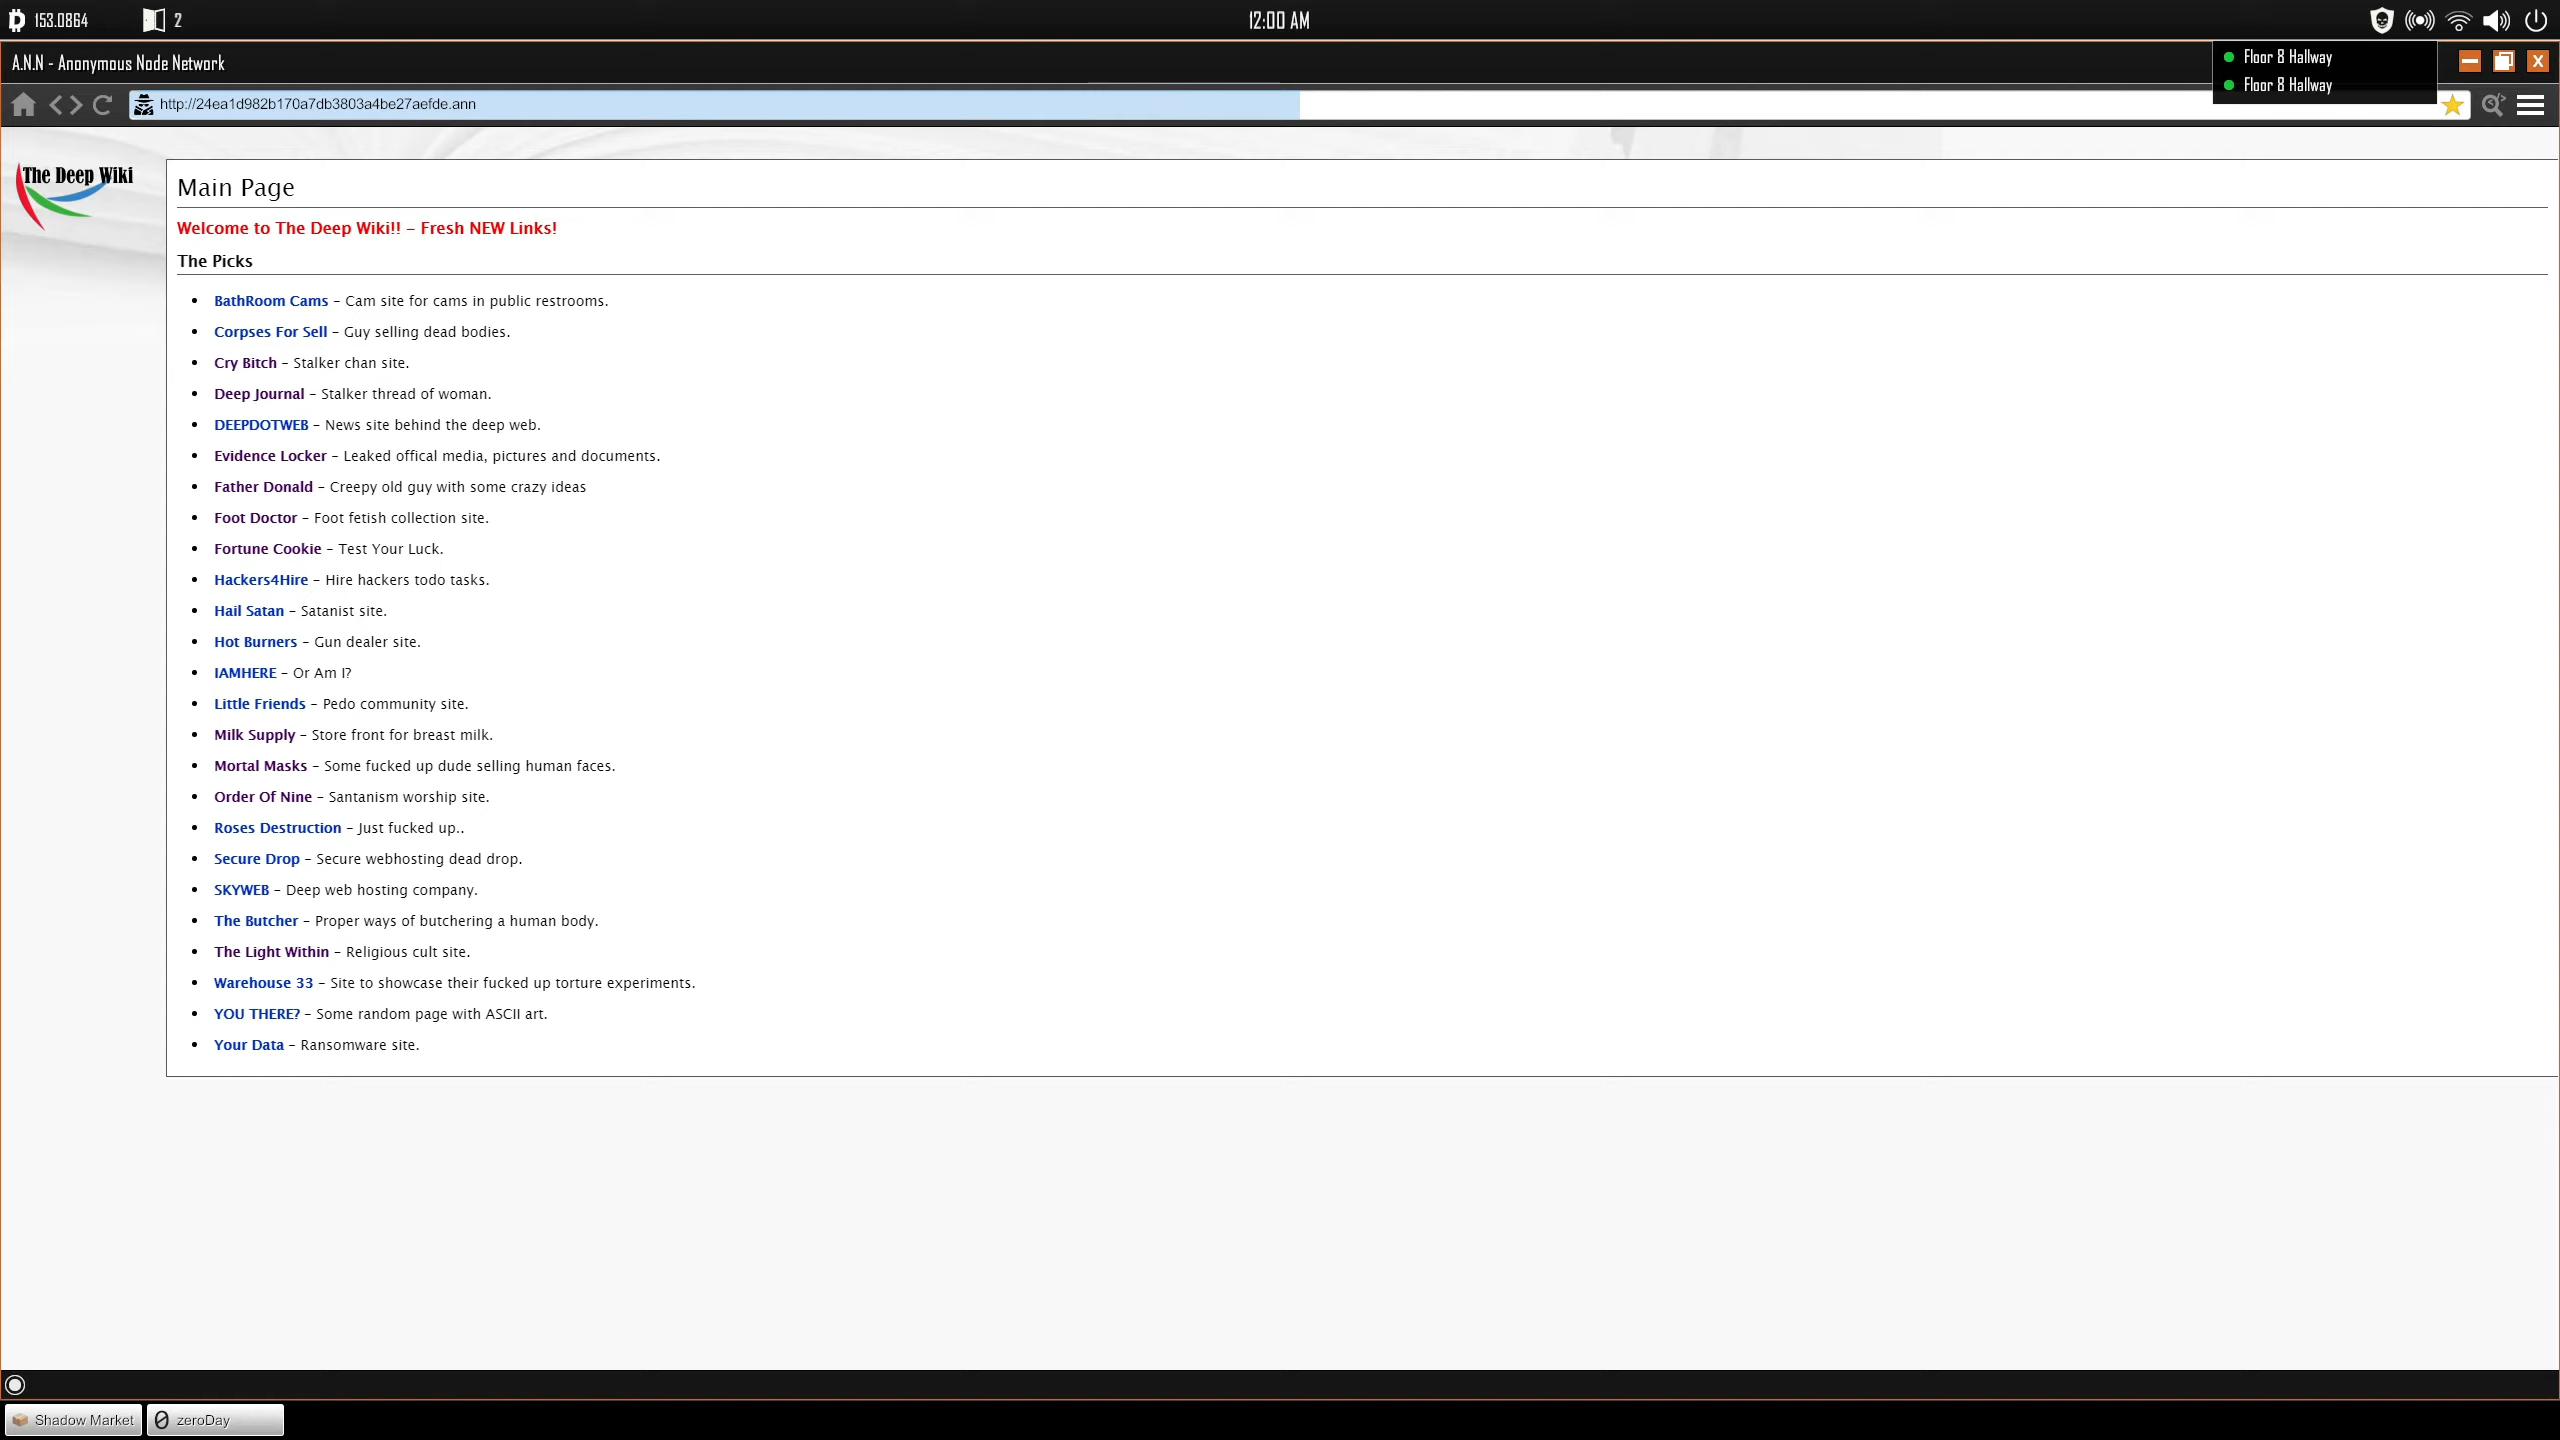 153.0864
2
12:00 AM
A.N.N - Anonymous Node Network
Floor 8 Hallway
Floor 8 Hallway
http://24ea1d982b170a7db3803a4be27aefde.ann
The Deep Wiki
Main Page
Welcome to The Deep Wiki!! – Fresh NEW Links!
The Picks
BathRoom Cams – Cam site for cams in public restrooms.
Corpses For Sell – Guy selling dead bodies.
Cry Bitch – Stalker chan site.
Deep Journal – Stalker thread of woman.
DEEPDOTWEB – News site behind the deep web.
Evidence Locker – Leaked offical media, pictures and documents.
Father Donald – Creepy old guy with some crazy ideas
Foot Doctor – Foot fetish collection site.
Fortune Cookie – Test Your Luck.
Hackers4Hire – Hire hackers todo tasks.
Hail Satan – Satanist site.
Hot Burners – Gun dealer site.
IAMHERE – Or Am I?
Little Friends – Pedo community site.
Milk Supply – Store front for breast milk.
Mortal Masks – Some fucked up dude selling human faces.
Order Of Nine – Santanism worship site.
Roses Destruction – Just fucked up..
Secure Drop – Secure webhosting dead drop.
SKYWEB – Deep web hosting company.
The Butcher – Proper ways of butchering a human body.
The Light Within – Religious cult site.
Warehouse 33 – Site to showcase their fucked up torture experiments.
YOU THERE? – Some random page with ASCII art.
Your Data – Ransomware site.
Shadow Market
zeroDay